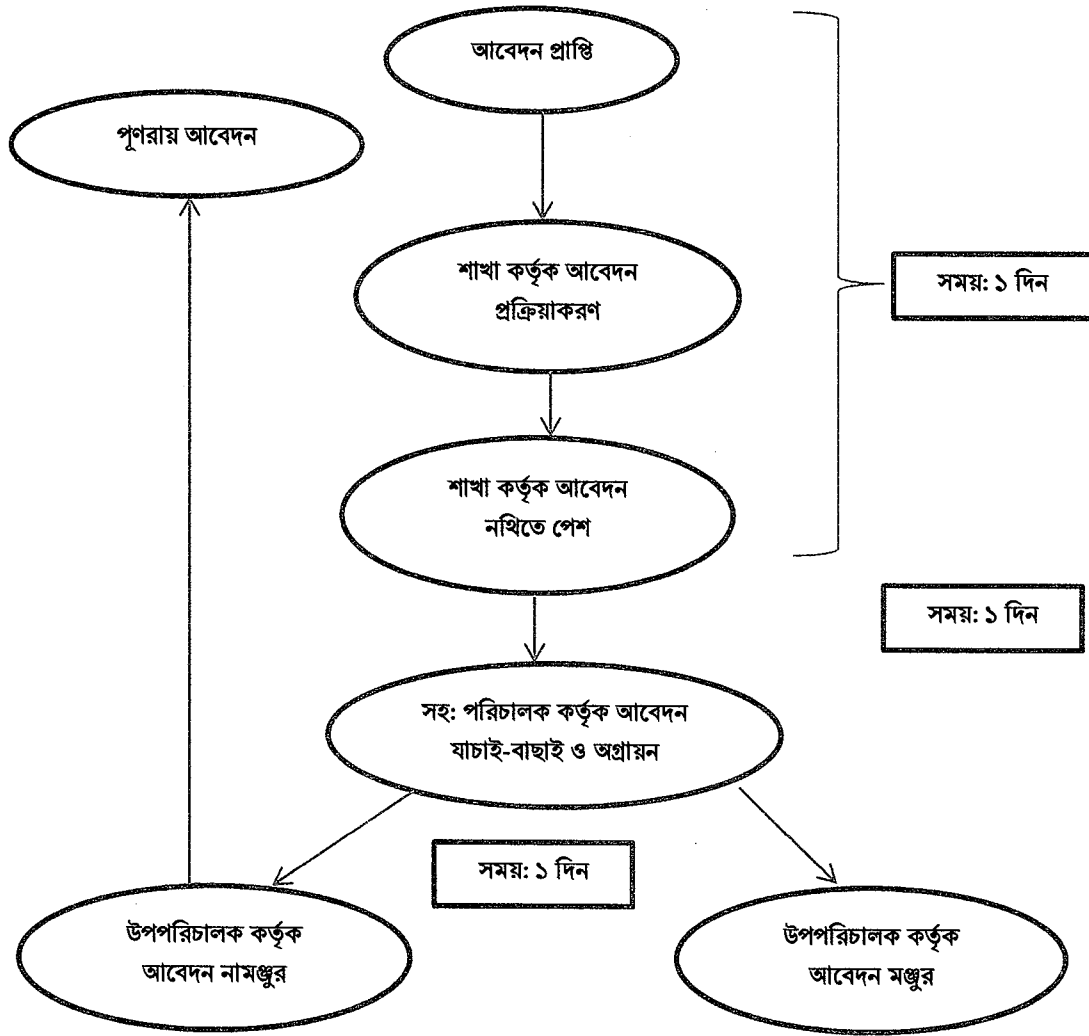 আবেদন প্রাপ্তি
পূণরায় আবেদন
শাখা কর্তৃক আবেদন
প্রক্রিয়াকরণ
সময়: ১ দিন
শাখা কর্তৃক আবেদন
নথিতে পেশ
সময়: ১ দিন
সহ: পরিচালক কর্তৃক আবেদন
যাচাই-বাছাই ও অগ্রায়ন
সময়: ১ দিন
উপপরিচালক কর্তৃক
আবেদন নামঞ্জুর
উপপরিচালক কর্তৃক
আবেদন মঞ্জুর